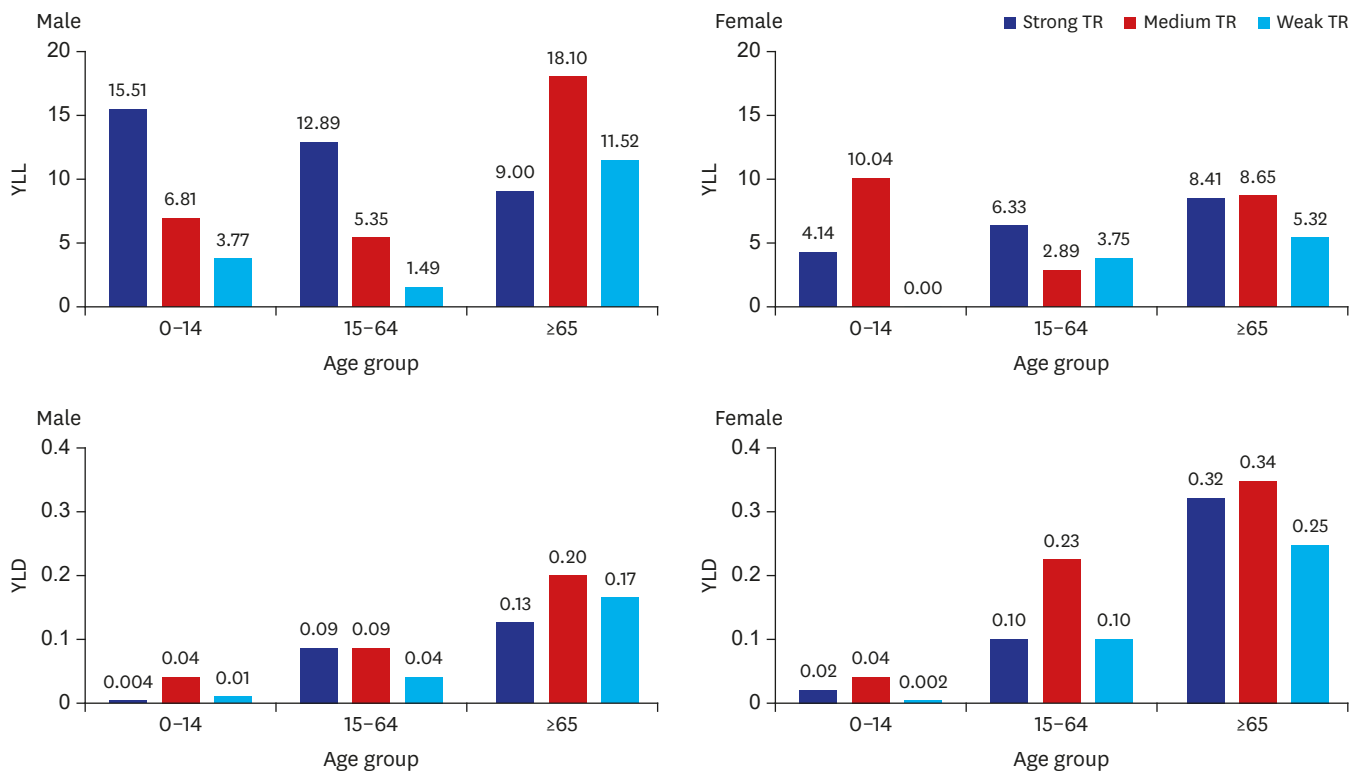 Male
Female
Strong TR Medium TR Weak TR
20
15
10
5
0
YLL
15.51 6.81 3.77
12.89 5.35 1.49
9.00 18.10 11.52
0–14 15–64 ≥65
Age group
20
15
10
5
0
YLL
4.14 10.04 0.00
6.33 2.89 3.75
8.41 8.65 5.32
0–14 15–64 ≥65
Age group
Male
0.4
0.3
0.2
0.1
0
YLD
0.004 0.04 0.01
0.09 0.09 0.04
0.13 0.20 0.17
0–14 15–64 ≥65
Age group
Female
0.4
0.3
0.2
0.1
0
YLD
0.02 0.04 0.002
0.10 0.23 0.10
0.32 0.34 0.25
0–14 15–64 ≥65
Age group